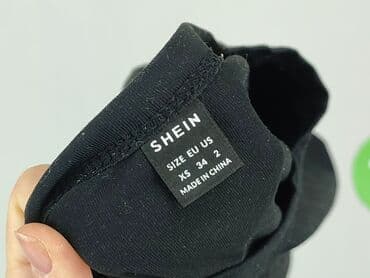 SHEIN
SIZE EU US
XS 34 2
MADE IN CHINA